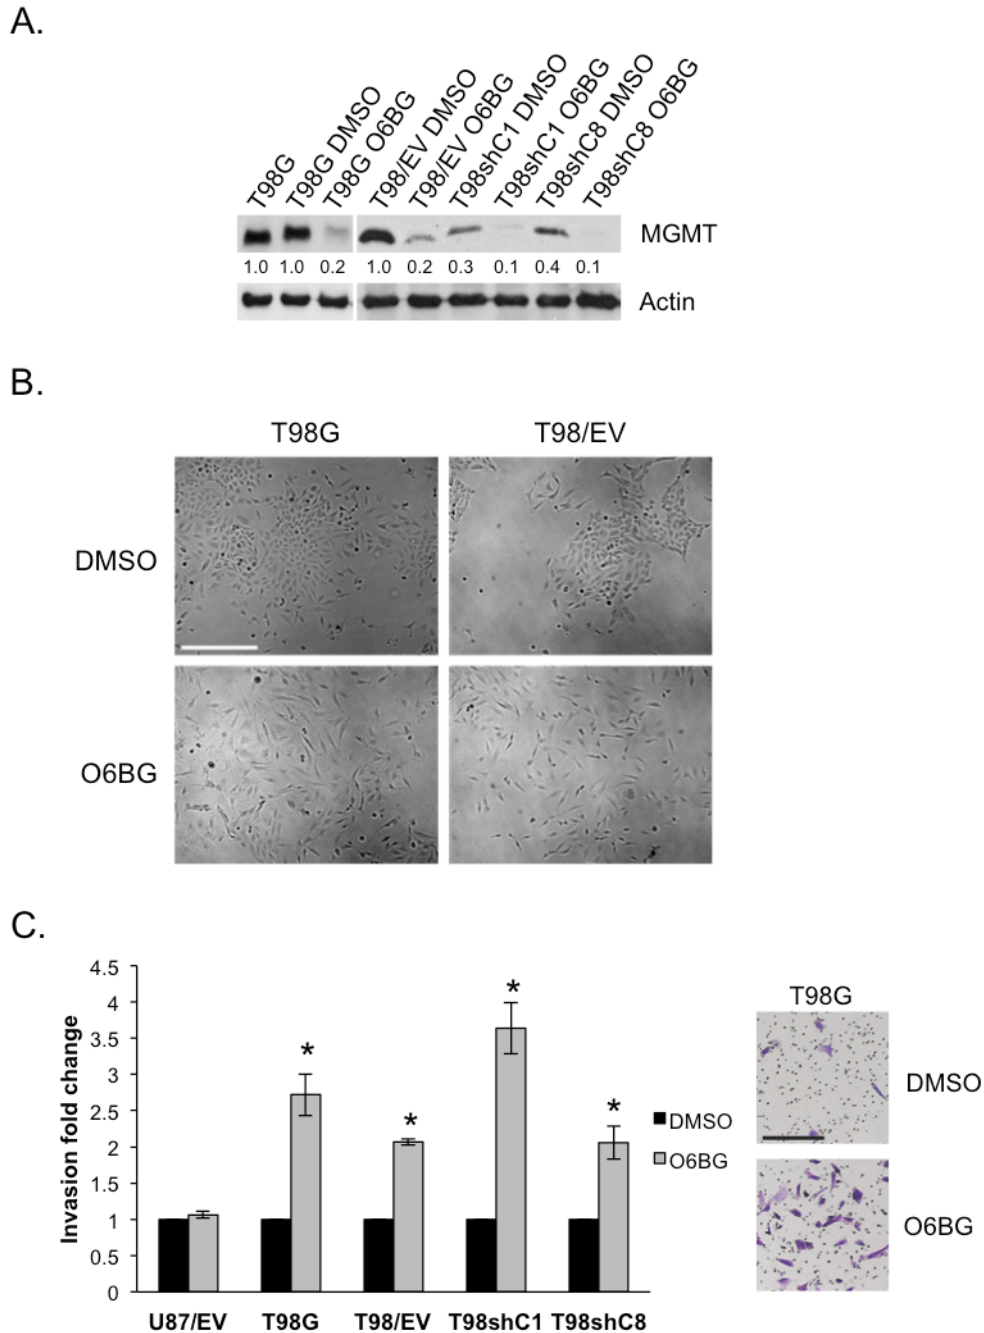 A.
T98G
T98G DMSO
T98G O6BG
T98/EV DMSO
T98/EV O6BG
T98shC1 DMSO
T98shC1 O6BG
T98shC8 DMSO
T98shC8 O6BG
MGMT
1.0 1.0 0.2 1.0 0.2 0.3 0.1 0.4 0.1
Actin
B.
T98G T98/EV
DMSO
O6BG
C.
4.5
4
3.5
3
2.5
2
1.5
1
0.5
0
Invasion fold change
* * * *
U87/EV T98G T98/EV T98shC1 T98shC8
DMSO
O6BG
T98G
DMSO
O6BG